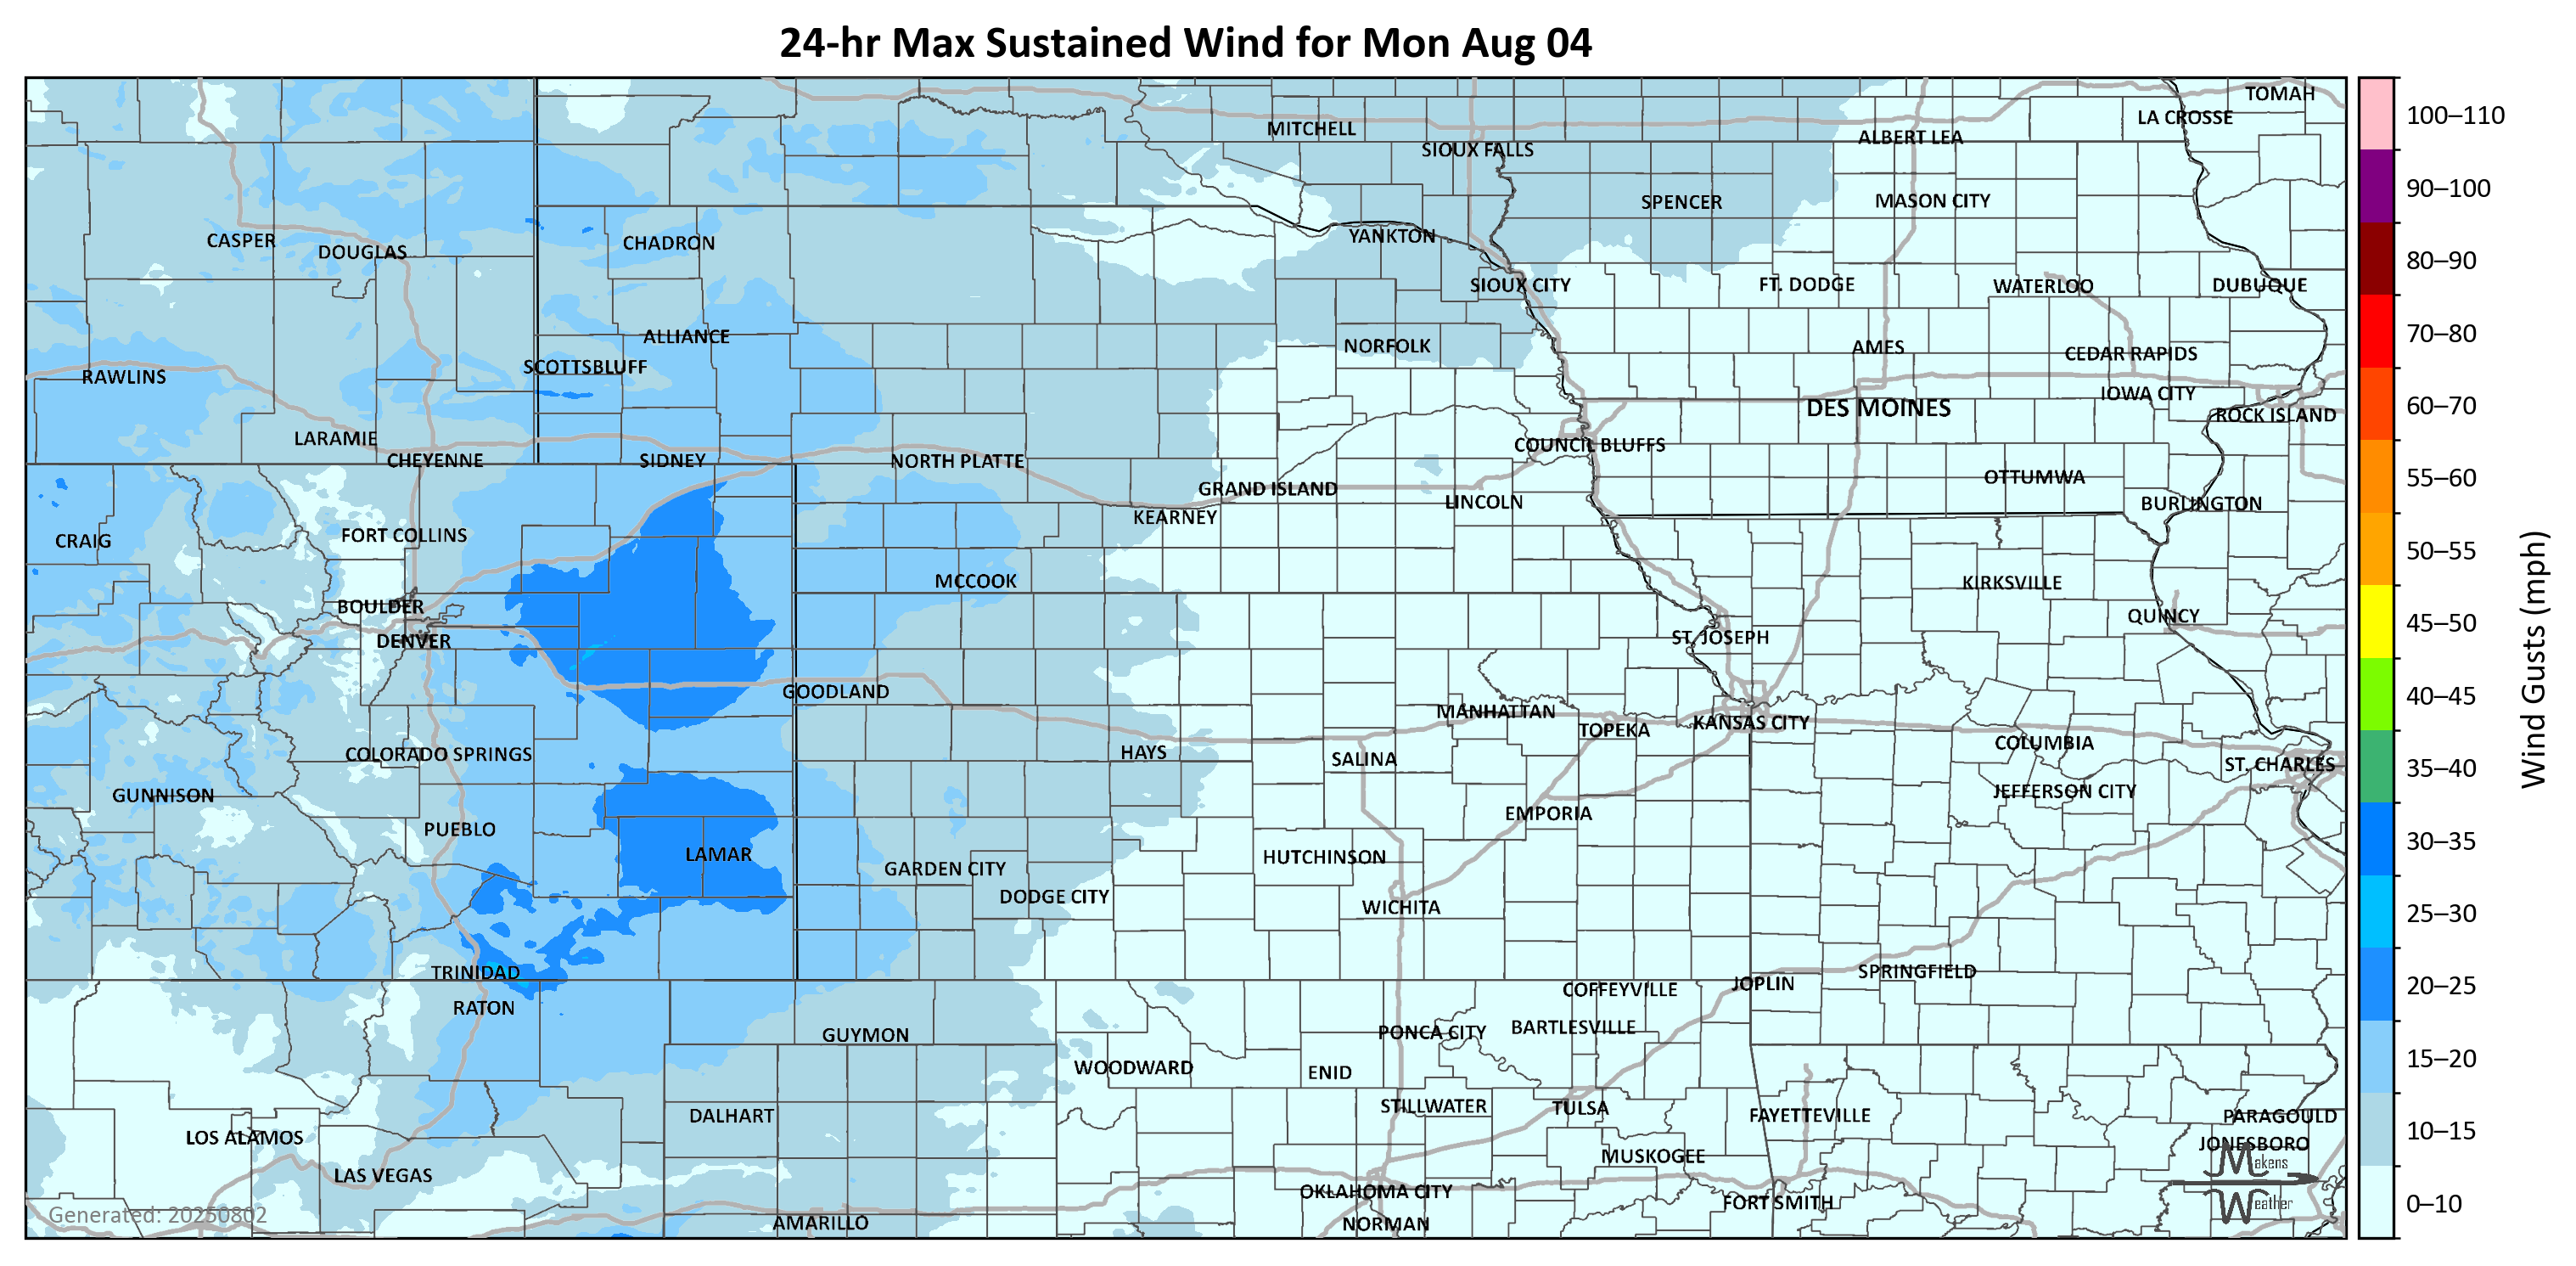 24-hr Max Sustained Wind for Mon Aug 04
TOMAH
LA CROSSE
MITCHELL
ALBERT LEA
SIOUX FALLS
SPENCER
MASON CITY
CASPER
DOUGLAS
CHADRON
YANKTON
SIOUX CITY
FT. DODGE
WATERLOO
DUBUQUE
ALLIANCE
NORFOLK
AMES
CEDAR RAPIDS
SCOTTSBLUFF
RAWLINS
IOWA CITY
DES MOINES
ROCK ISLAND
LARAMIE
COUNCIL BLUFFS
CHEYENNE
SIDNEY
NORTH PLATTE
OTTUMWA
GRAND ISLAND
LINCOLN
BURLINGTON
KEARNEY
CRAIG
FORT COLLINS
MCCOOK
KIRKSVILLE
BOULDER
QUINCY
DENVER
ST. JOSEPH
GOODLAND
MANHATTAN
TOPEKA
KANSAS CITY
COLORADO SPRINGS
HAYS
SALINA
COLUMBIA
ST. CHARLES
GUNNISON
JEFFERSON CITY
EMPORIA
PUEBLO
LAMAR
HUTCHINSON
GARDEN CITY
DODGE CITY
WICHITA
TRINIDAD
SPRINGFIELD
JOPLIN
COFFEYVILLE
RATON
GUYMON
PONCA CITY
BARTLESVILLE
WOODWARD
ENID
STILLWATER
TULSA
DALHART
FAYETTEVILLE
PARAGOULD
LOS ALAMOS
JONESBORO
LAS VEGAS
MUSKOGEE
OKLAHOMA CITY
FORT SMITH
AMARILLO
NORMAN
Generated: 20250802
Makens
Weather
100–110
90–100
80–90
70–80
60–70
55–60
50–55
45–50
40–45
35–40
30–35
25–30
20–25
15–20
10–15
0–10
Wind Gusts (mph)